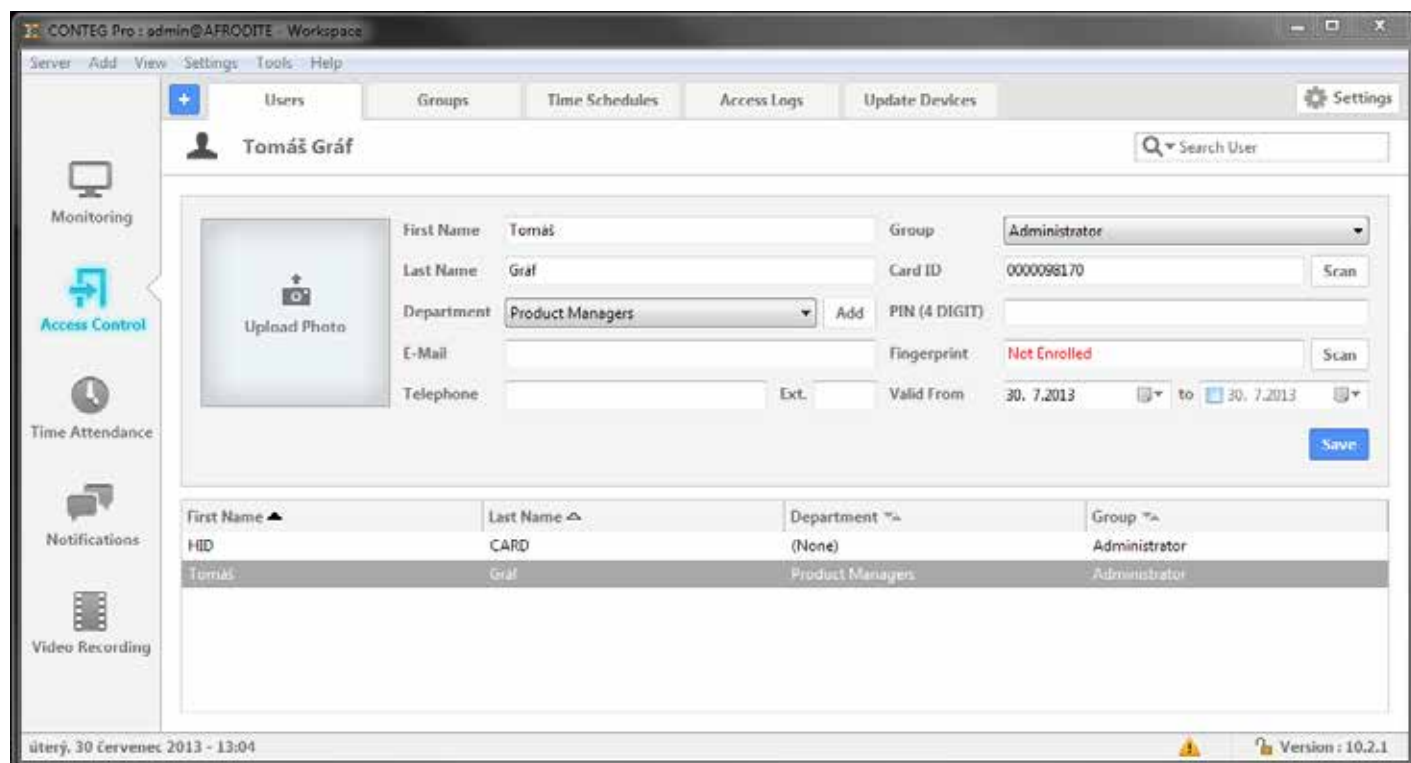 CONTEG Pro : admin@AFRODITE - Workspace
Server Add View Settings Tools Help
+ Users Groups Time Schedules Access Logs Update Devices Settings
Tomáš Gráf Search User
Monitoring
Access Control
Time Attendance
Notifications
Video Recording
Upload Photo
First Name Tomáš Group Administrator
Last Name Gráf Card ID 0000098170 Scan
Department Product Managers Add PIN (4 DIGIT)
E-Mail Fingerprint Not Enrolled Scan
Telephone Ext. Valid From 30. 7.2013 to 30. 7.2013
Save
First Name Last Name Department Group
HID CARD (None) Administrator
Tomáš Gráf Product Managers Administrator
úterý, 30 červenec 2013 - 13:04 Version : 10.2.1